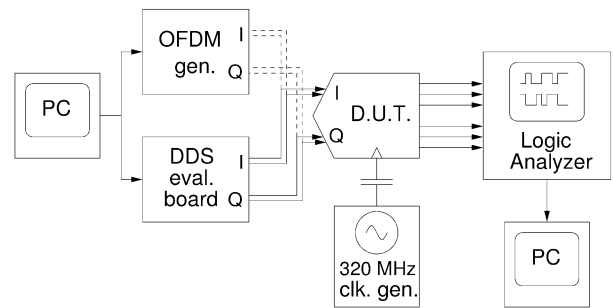 PC
OFDM
gen.
I
Q
DDS
eval.
board
I
Q
I
Q
D.U.T.
320 MHz
clk. gen.
Logic
Analyzer
PC